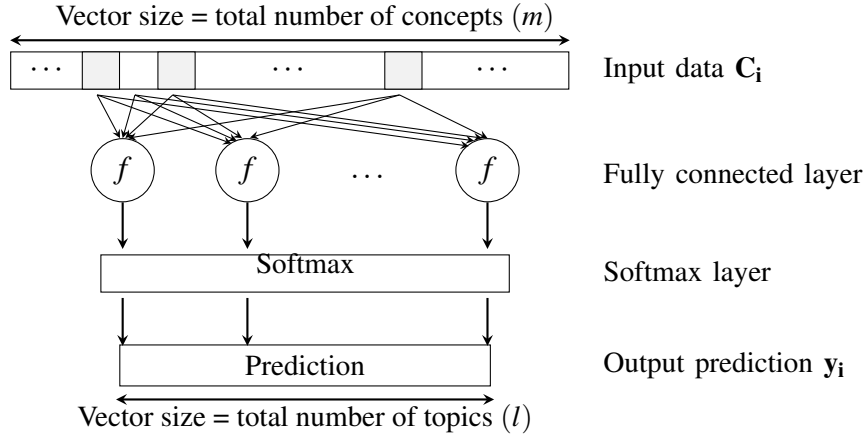 Vector size = total number of concepts (m)
... ... ... Input data C_i
f f ... f Fully connected layer
Softmax Softmax layer
Prediction Output prediction y_i
Vector size = total number of topics (l)